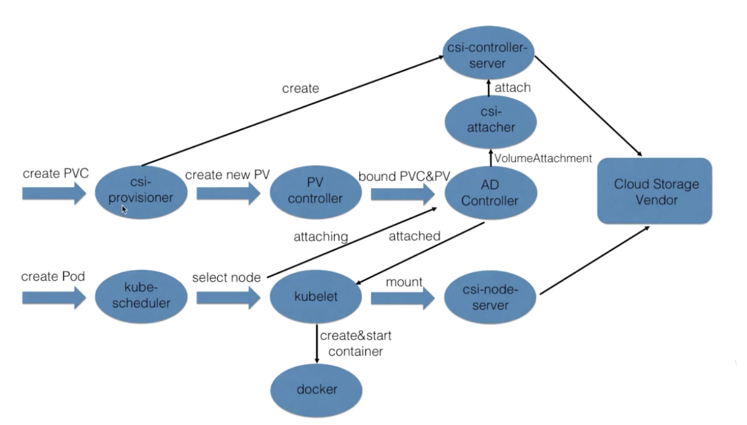 csi-controller-
server
create
attach
csi-
attacher
create PVC
csi-
provisioner
create new PV
PV
controller
bound PVC&PV
VolumeAttachment
AD
Controller
Cloud Storage
Vendor
attaching
attached
create Pod
kube-
scheduler
select node
kubelet
mount
csi-node-
server
create&start
container
docker